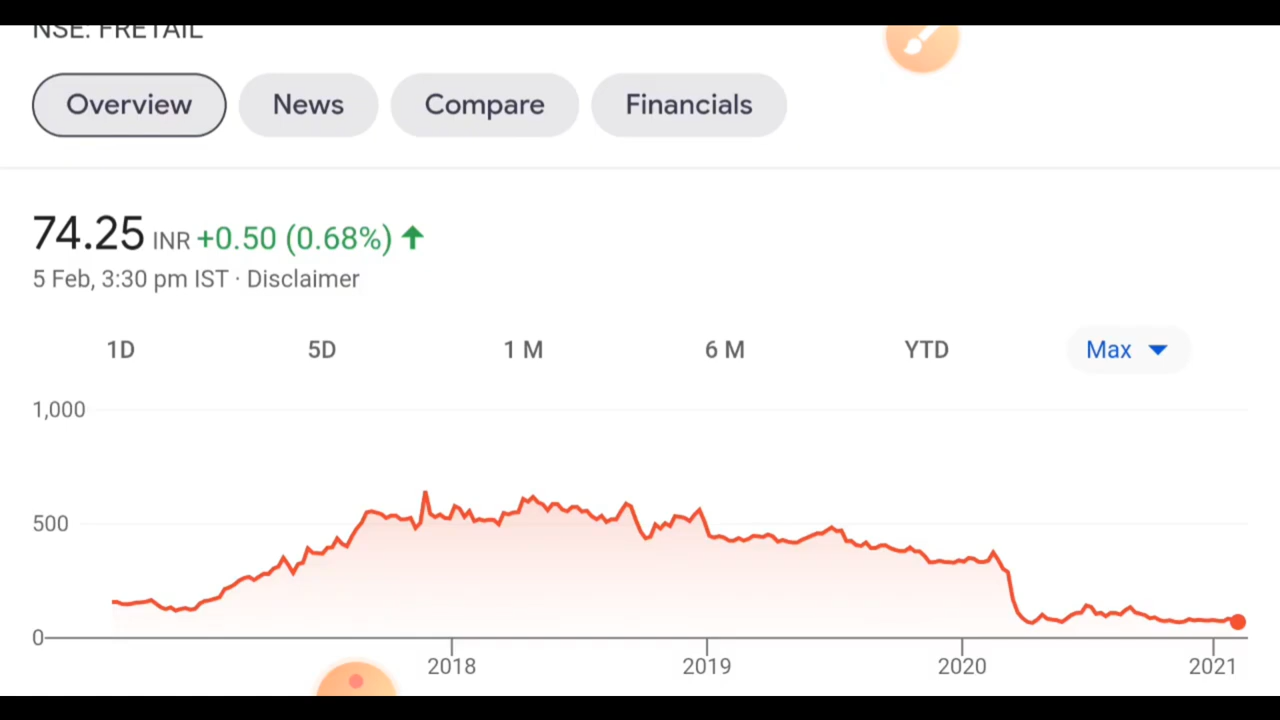 NSE: FRETAIL
Overview News Compare Financials
74.25 INR +0.50 (0.68%)
5 Feb, 3:30 pm IST · Disclaimer
1D 5D 1 M 6 M YTD Max
1,000
500
0
2018 2019 2020 2021